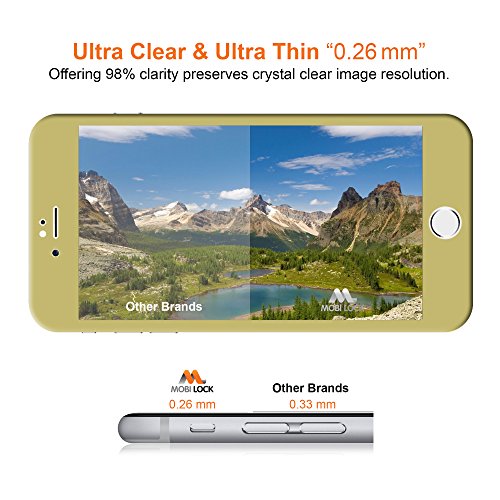 Ultra Clear & Ultra Thin “0.26 mm”
Offering 98% clarity preserves crystal clear image resolution.
Other Brands
MOBI LOCK
MOBI LOCK
Other Brands
0.26 mm
0.33 mm